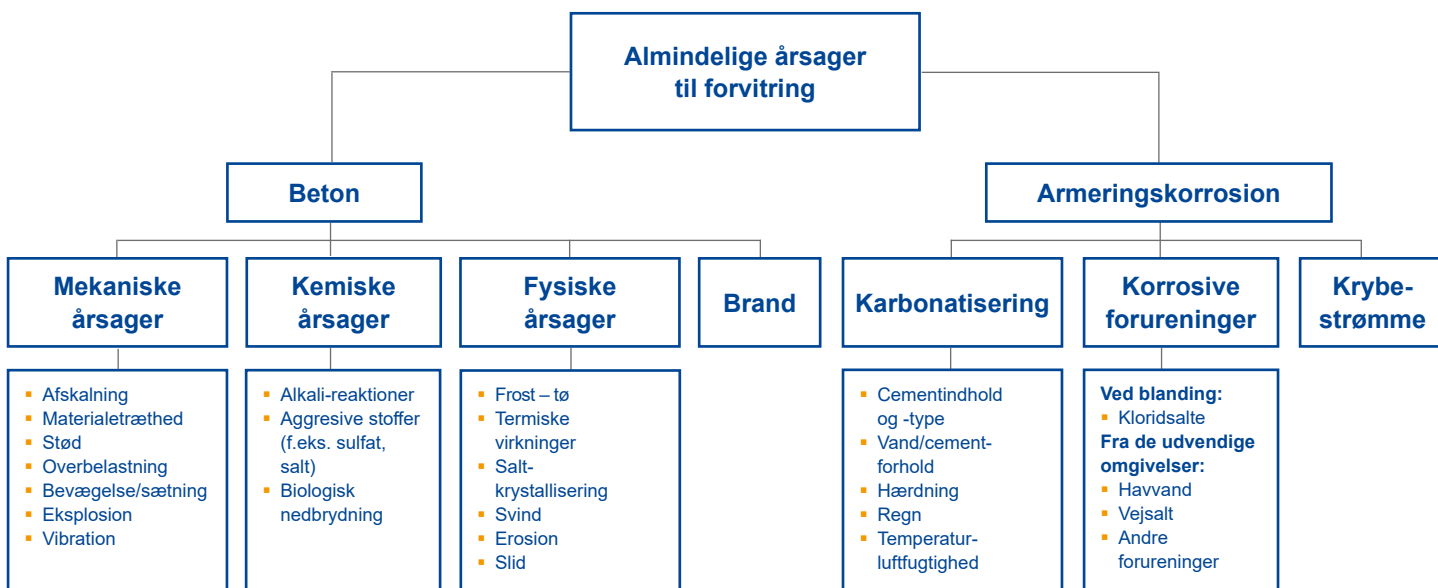 Almindelige årsager
til forvitring
Beton
Armeringskorrosion
Mekaniske
årsager
Kemiske
årsager
Fysiske
årsager
Brand
Karbonatisering
Korrosive
forureninger
Krybe-
strømme
Afskalning
Materialetræthed
Stød
Overbelastning
Bevægelse/sætning
Eksplosion
Vibration
Alkali-reaktioner
Aggresive stoffer
(f.eks. sulfat,
salt)
Biologisk
nedbrydning
Frost – tø
Termiske
virkninger
Salt-
krystallisering
Svind
Erosion
Slid
Cementindhold
og -type
Vand/cement-
forhold
Hærdning
Regn
Temperatur-
luftfugtighed
Ved blanding:
Kloridsalte
Fra de udvendige
omgivelser:
Havvand
Vejsalt
Andre
forureninger